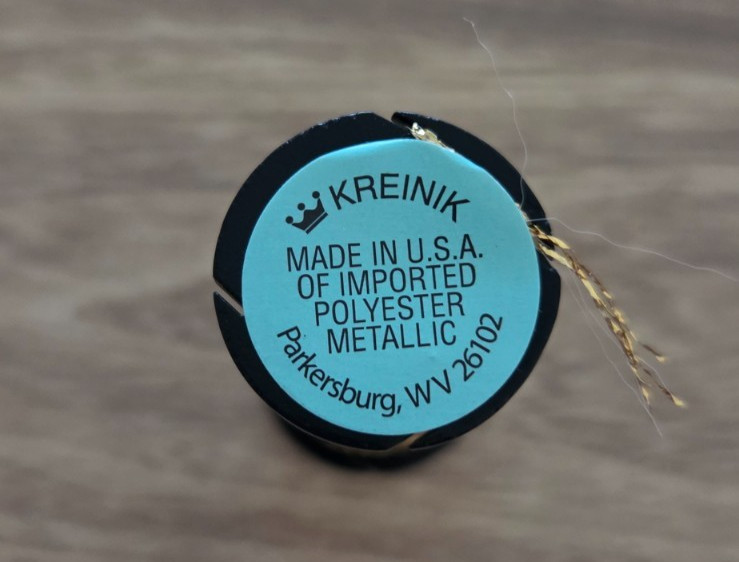 KREINIK
MADE IN U.S.A.
OF IMPORTED
POLYESTER
METALLIC
Parkersburg, WV 26102